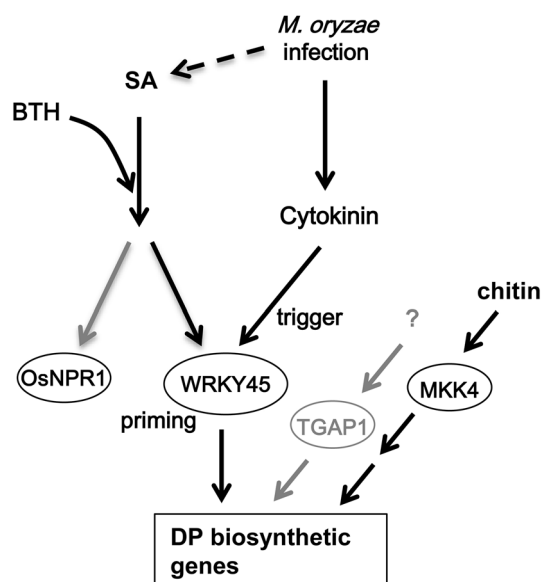 M. oryzae
infection
SA
BTH
Cytokinin
chitin
trigger
?
OsNPR1
WRKY45
MKK4
priming
TGAP1
DP biosynthetic
genes